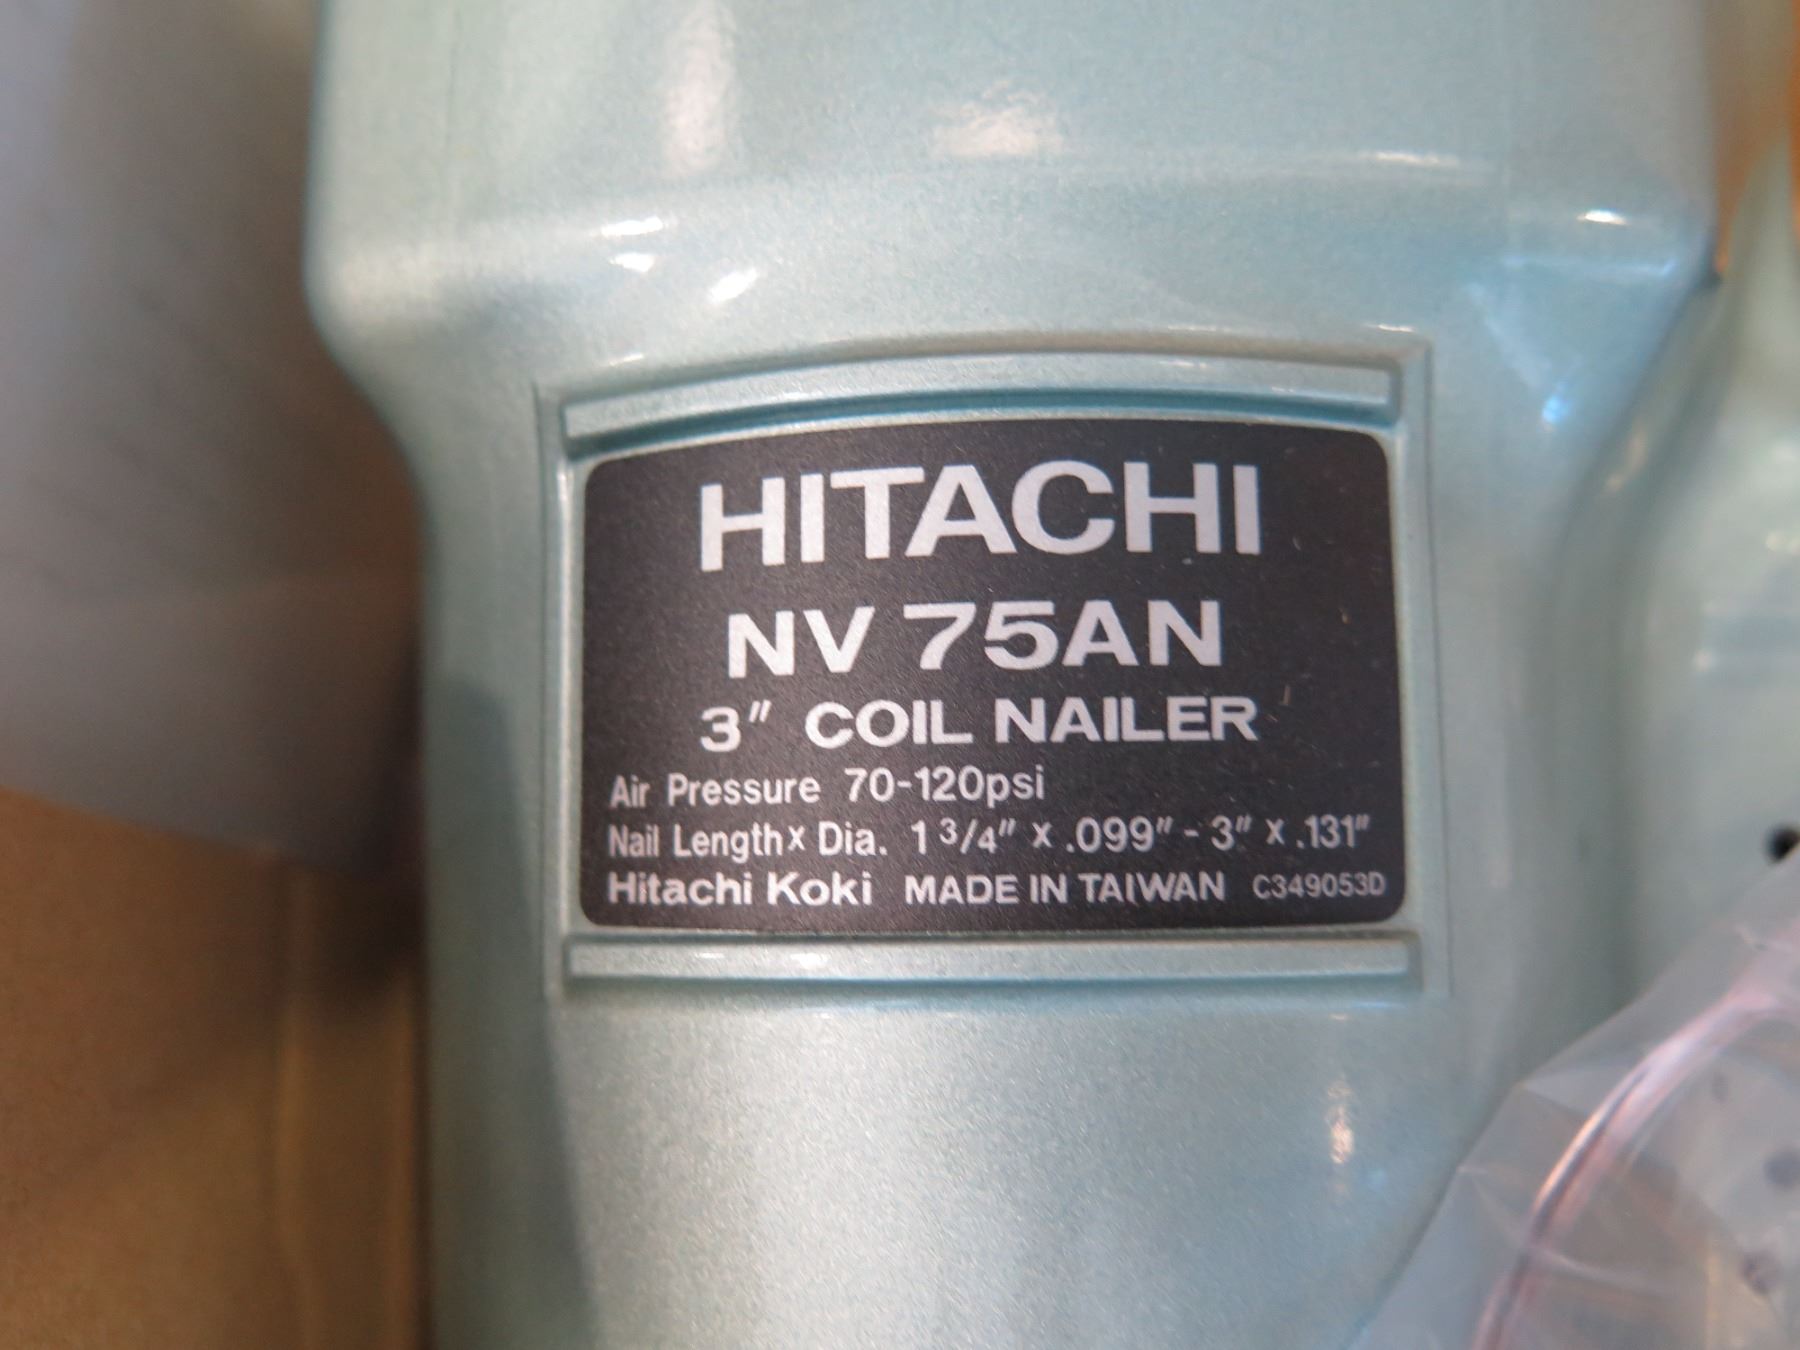 HITACHI
NV 75AN
3" COIL NAILER
Air Pressure 70-120psi
Nail Length x Dia. 1 3/4" x .099" - 3" x .131"
Hitachi Koki MADE IN TAIWAN C349053D